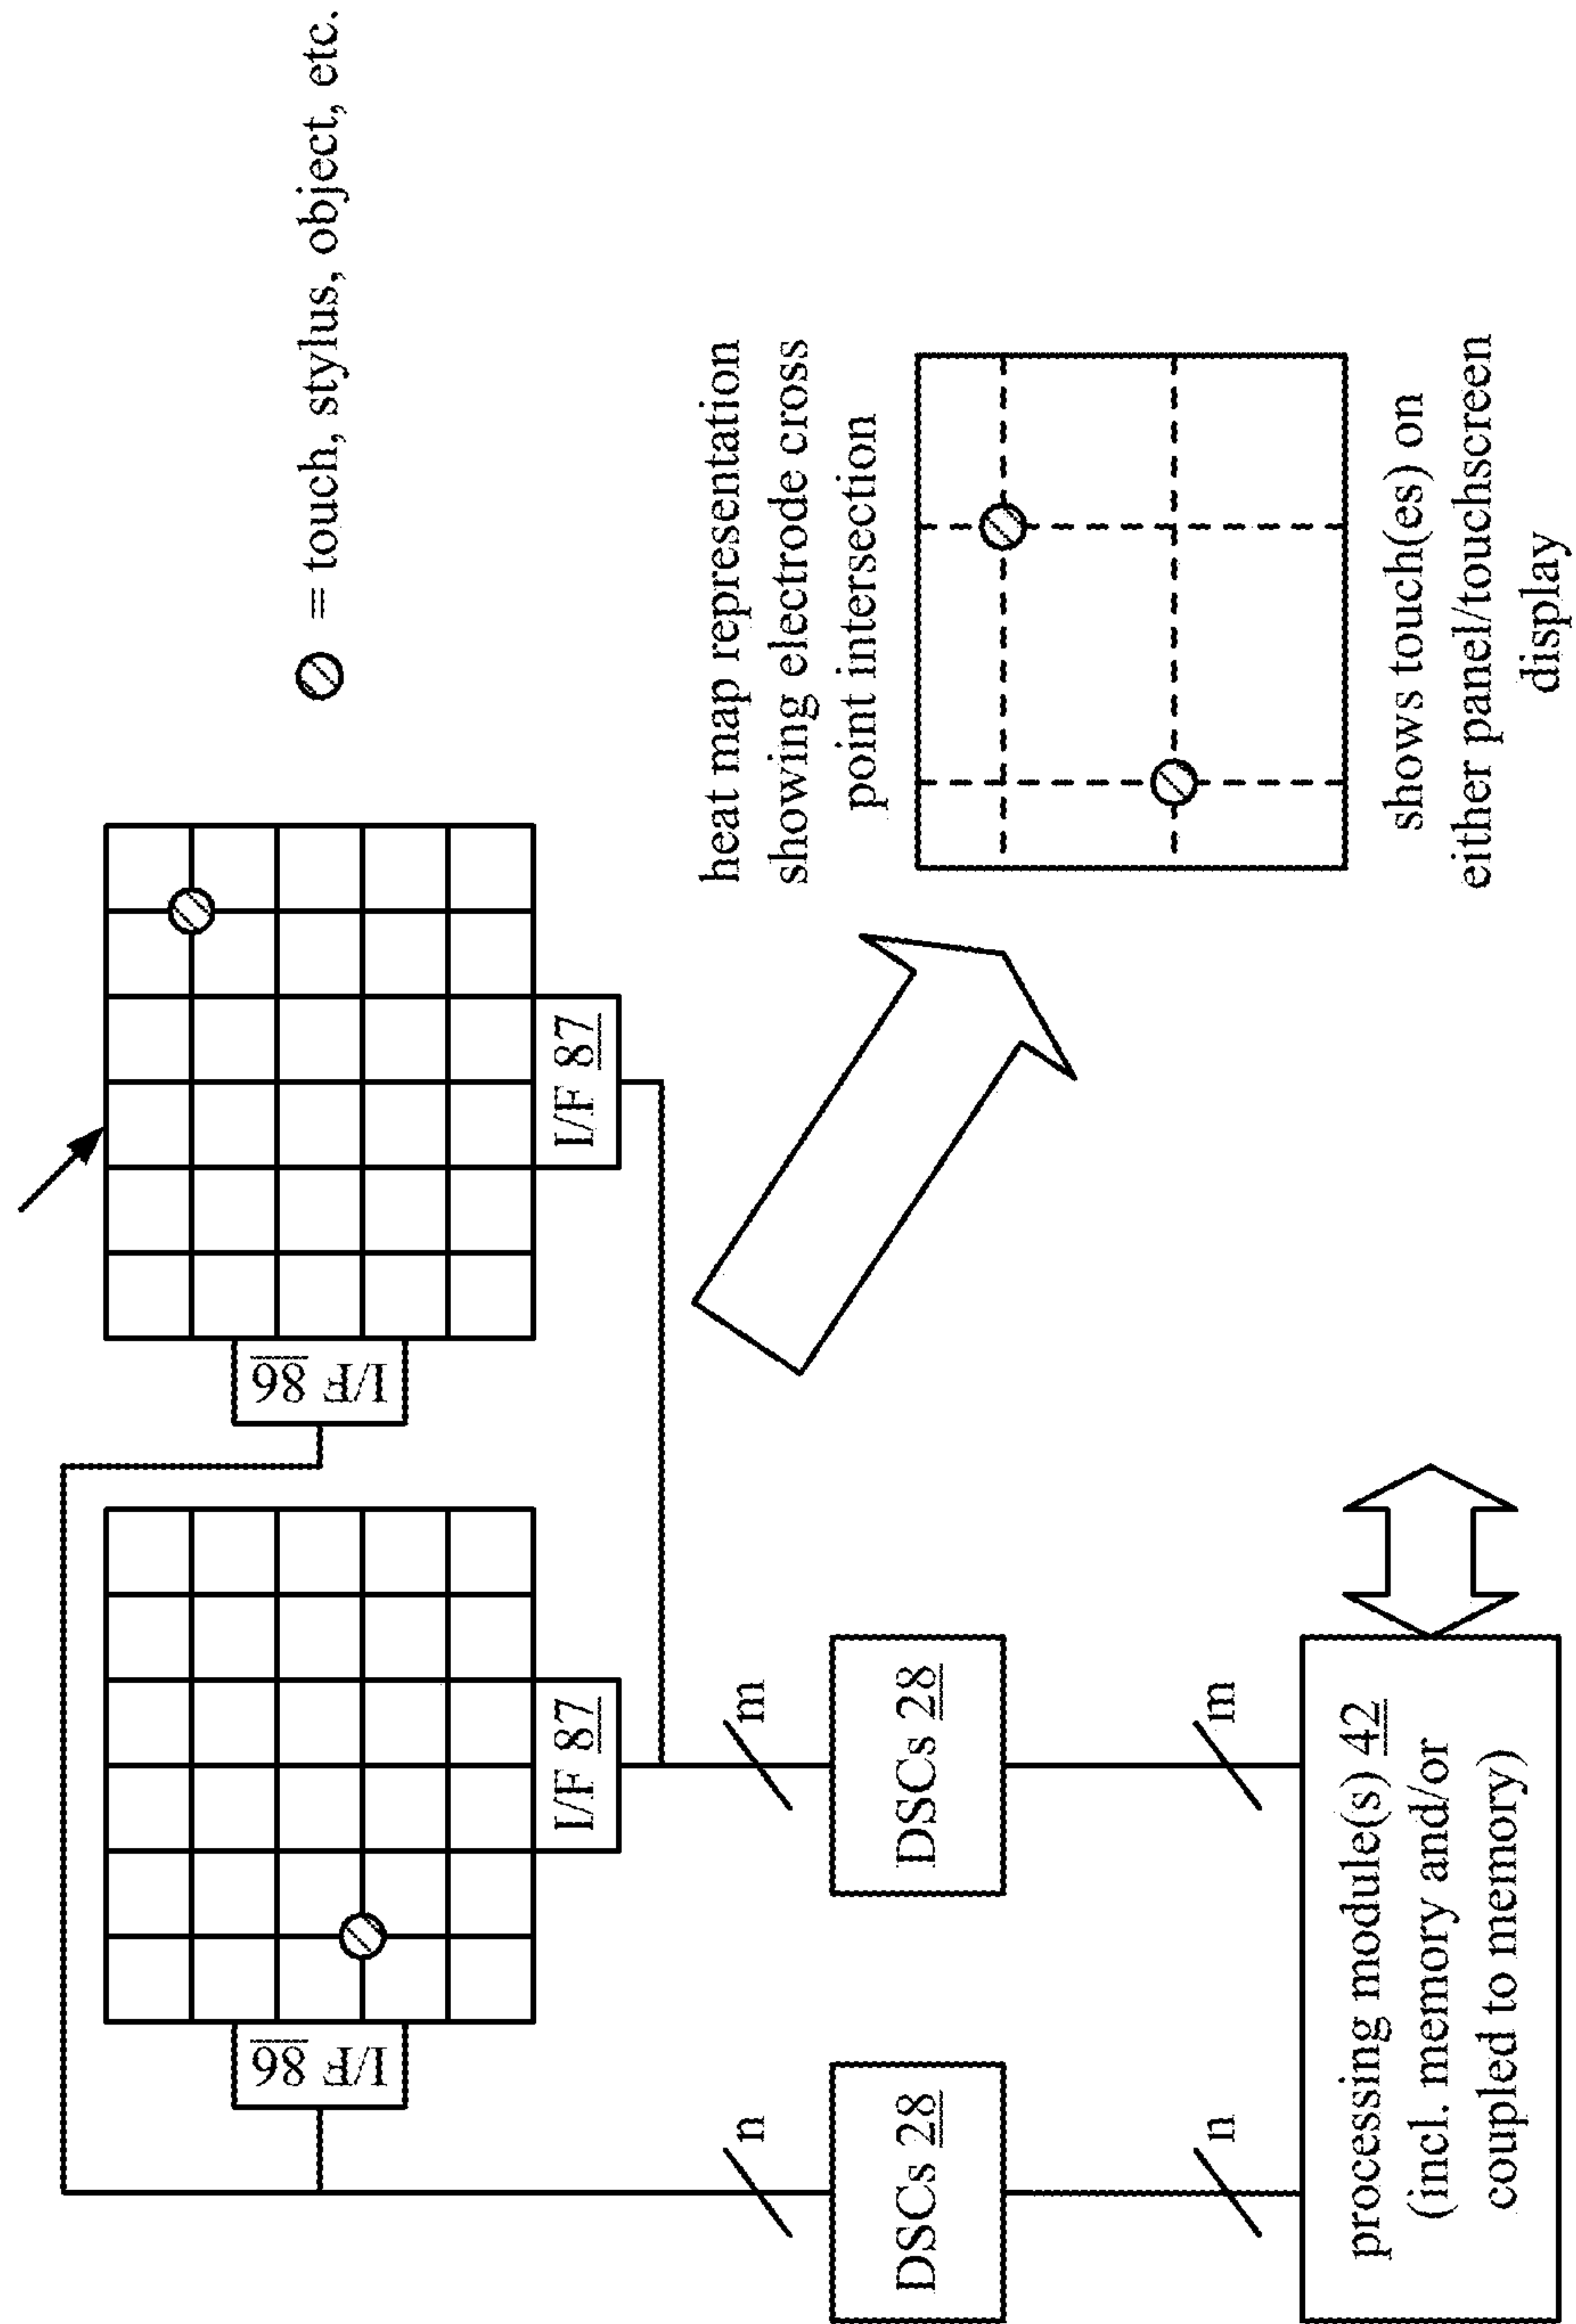 = touch, stylus, object, etc.
I/F 86
I/F 87
I/F 86
I/F 87
heat map representation
showing electrode cross
point intersection
n
m
DSCs 28
DSCs 28
n
m
shows touch(es) on
either panel/touchscreen
display
processing module(s) 42
(incl. memory and/or
coupled to memory)